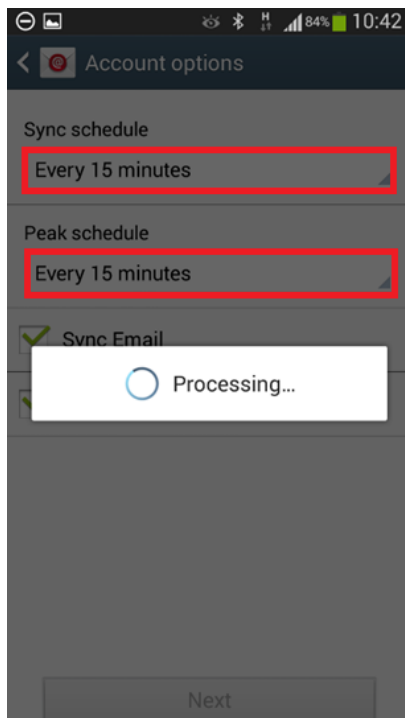 H 84% 10:42
Account options
Sync schedule
Every 15 minutes
Peak schedule
Every 15 minutes
Sync Email
Processing...
Next